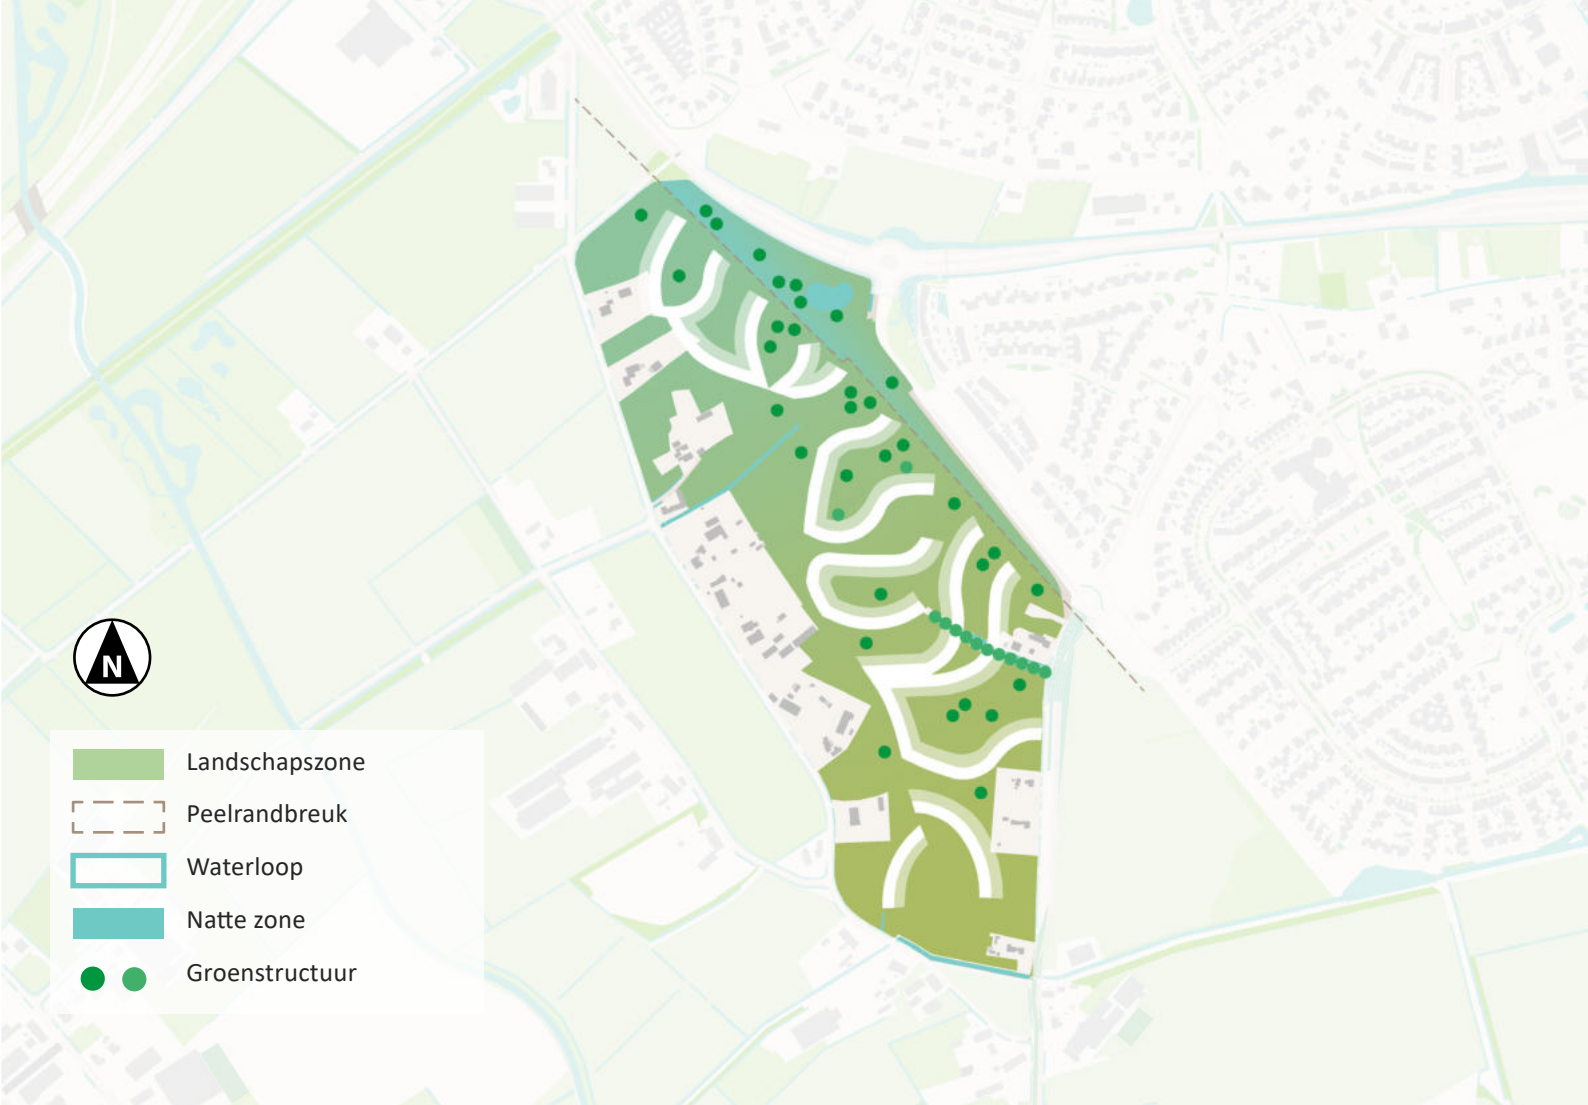 N
Landschapszone
Peelrandbreuk
Waterloop
Natte zone
Groenstructuur